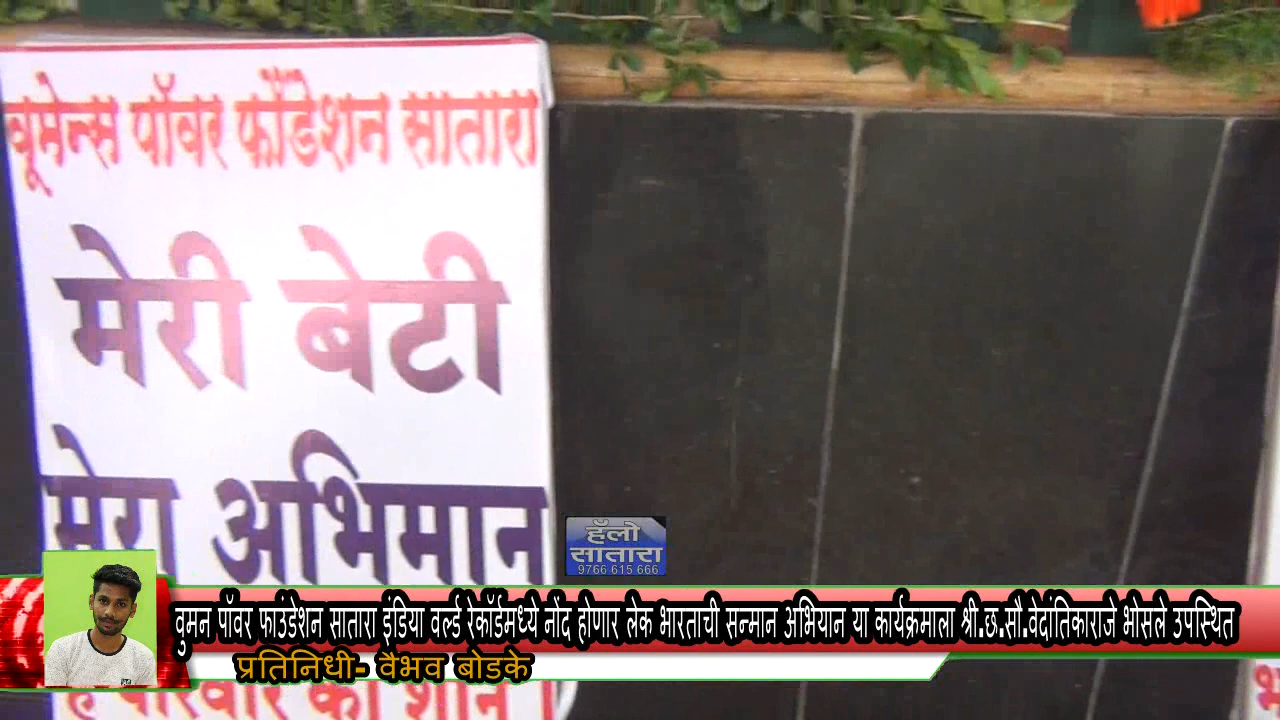 वूमेन्स पॉवर फौंडेशन सातारा
मेरी बेटी
मेरा अभिमान
हॅलो
सातारा
9766 615 666
वुमन पॉवर फाउंडेशन सातारा इंडिया वर्ल्ड रेकॉर्डमध्ये नोंद होणार लेक भारताची सन्मान अभियान या कार्यक्रमाला श्री.छ.सौ.वेदांतिकाराजे भोसले उपस्थित
प्रतिनिधी- वैभव बोडके
है परिवार की शान ।